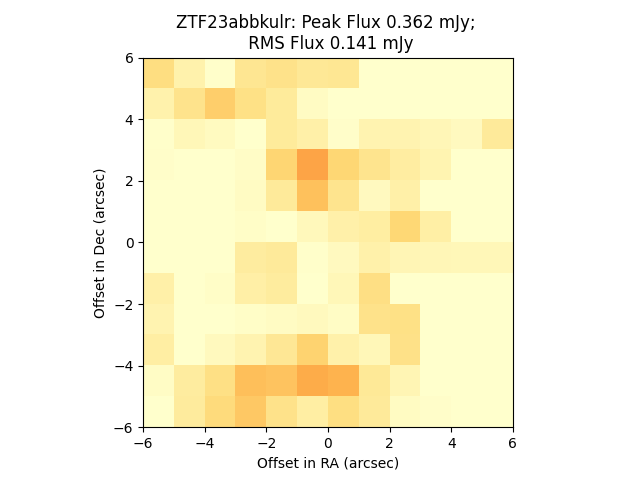 ZTF23abbkulr: Peak Flux 0.362 mJy;
RMS Flux 0.141 mJy
6
4
2
0
−2
−4
−6
Offset in Dec (arcsec)
−6 −4 −2 0 2 4 6
Offset in RA (arcsec)